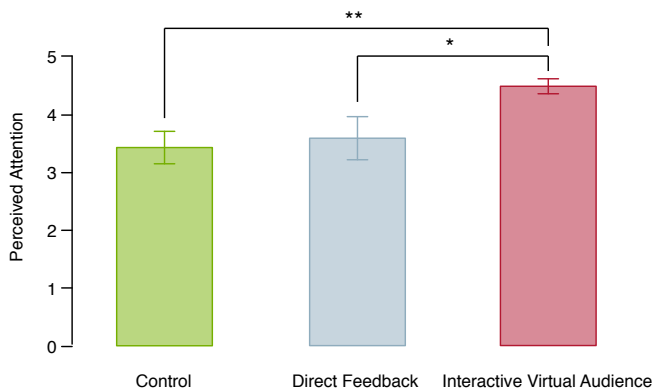 **
*
5
4
3
2
1
0
Perceived Attention
Control
Direct Feedback
Interactive Virtual Audience